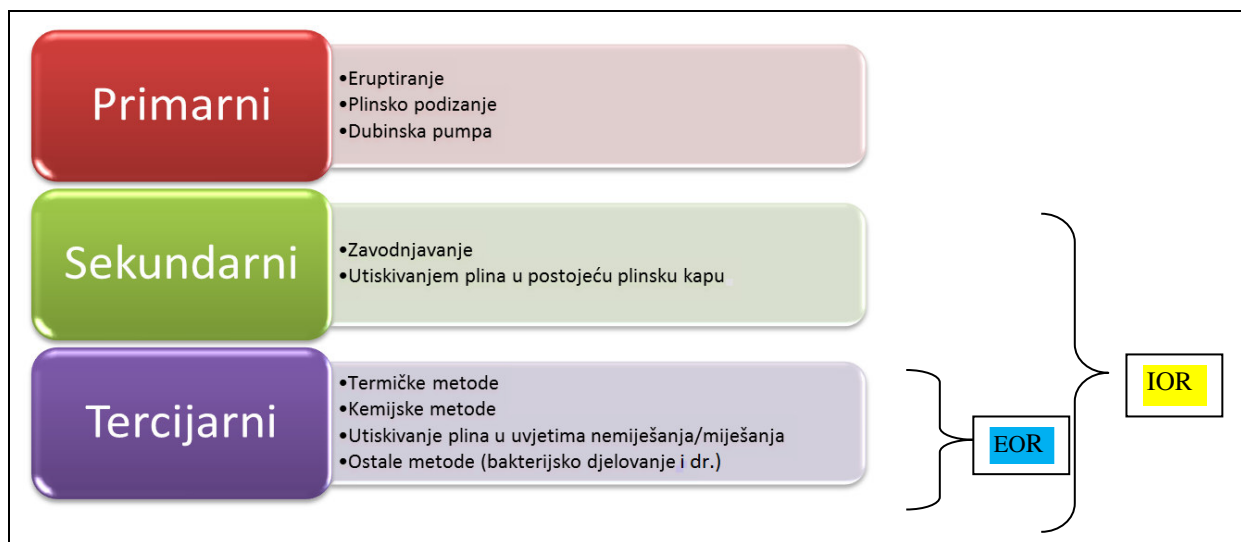 Primarni
•Eruptiranje
•Plinsko podizanje
•Dubinska pumpa
Sekundarni
•Zavodnjavanje
•Utiskivanjem plina u postojeću plinsku kapu
Tercijarni
•Termičke metode
•Kemijske metode
•Utiskivanje plina u uvjetima nemiješanja/miješanja
•Ostale metode (bakterijsko djelovanje i dr.)
EOR
IOR